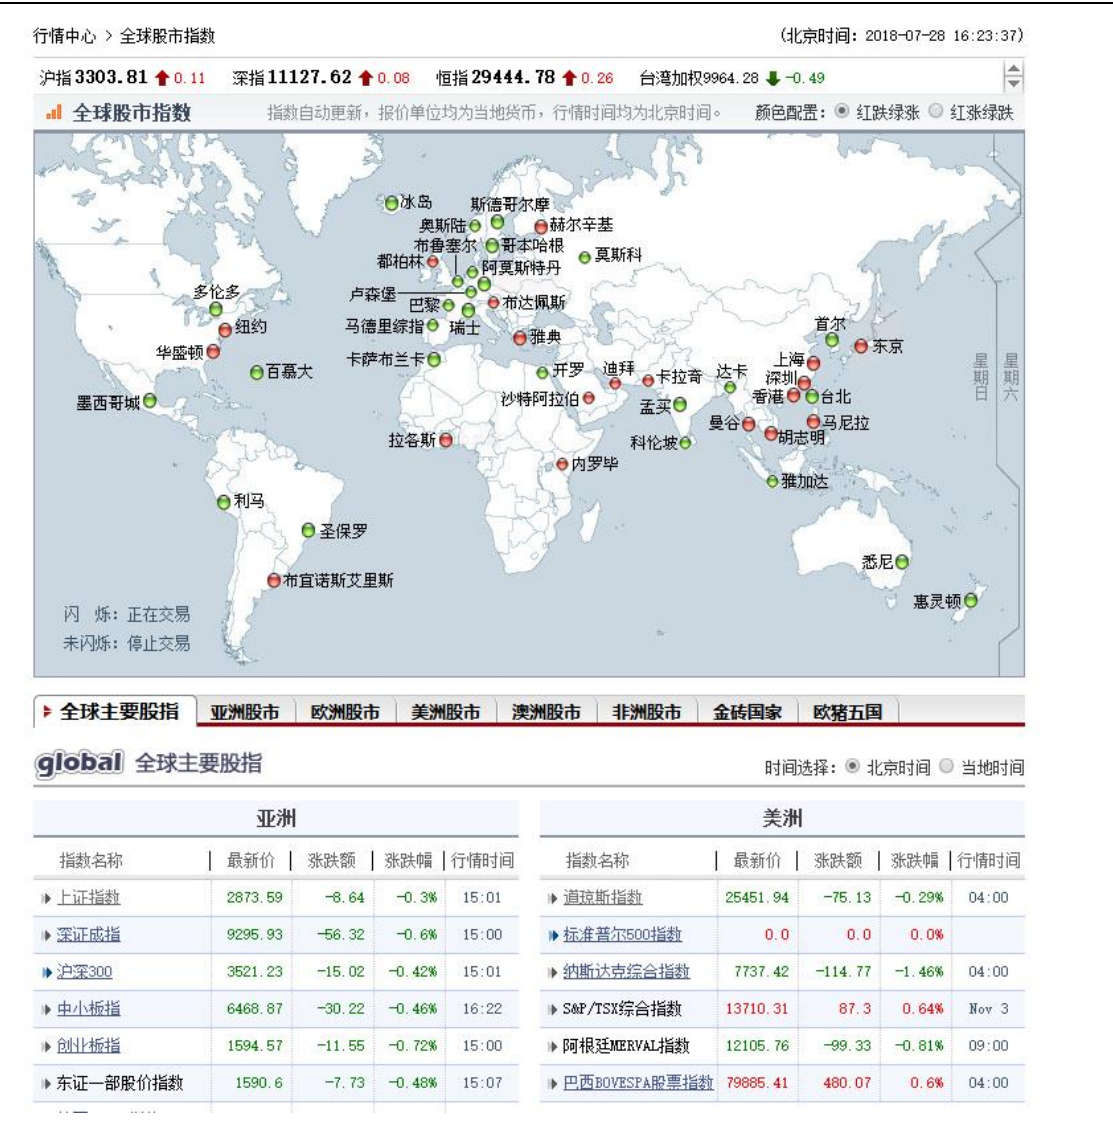 行情中心 > 全球股市指数 (北京时间: 2018-07-28 16:23:37)
沪指3303.81 0.11 深指11127.62 0.08 恒指29444.78 0.26 台湾加权9964.28 -0.49
全球股市指数 指数自动更新，报价单位均为当地货币，行情时间均为北京时间。 颜色配置: 红跌绿涨 红涨绿跌
冰岛 斯德哥尔摩
奥斯陆 赫尔辛基
布鲁塞尔 哥本哈根
都柏林 阿莫斯特丹 莫斯科
多伦多 卢森堡
巴黎 布达佩斯
纽约 马德里综指 瑞士 雅典 首尔
华盛顿 卡萨布兰卡 东京
百慕大 开罗 迪拜 卡拉奇 达卡 上海
深圳
星期日 星期六
墨西哥城 沙特阿拉伯 孟买 香港 台北
曼谷 马尼拉
拉各斯 科伦坡 胡志明
内罗毕
雅加达
利马
圣保罗
悉尼
布宜诺斯艾里斯
惠灵顿
闪 烁: 正在交易
未闪烁: 停止交易
全球主要股指 亚洲股市 欧洲股市 美洲股市 澳洲股市 非洲股市 金砖国家 欧猪五国
global 全球主要股指 时间选择: 北京时间 当地时间
亚洲 美洲
指数名称 最新价 涨跌额 涨跌幅 行情时间 指数名称 最新价 涨跌额 涨跌幅 行情时间
上证指数 2873.59 -8.64 -0.3% 15:01 道琼斯指数 25451.94 -75.13 -0.29% 04:00
深证成指 9295.93 -56.32 -0.6% 15:00 标准普尔500指数 0.0 0.0 0.0%
沪深300 3521.23 -15.02 -0.42% 15:01 纳斯达克综合指数 7737.42 -114.77 -1.46% 04:00
中小板指 6468.87 -30.22 -0.46% 16:22 S&P/TSX综合指数 13710.31 87.3 0.64% Nov 3
创业板指 1594.57 -11.55 -0.72% 15:00 阿根廷MERVAL指数 12105.76 -99.33 -0.81% 09:00
东证一部股价指数 1590.6 -7.73 -0.48% 15:07 巴西BOVESPA股票指数 79885.41 480.07 0.6% 04:00